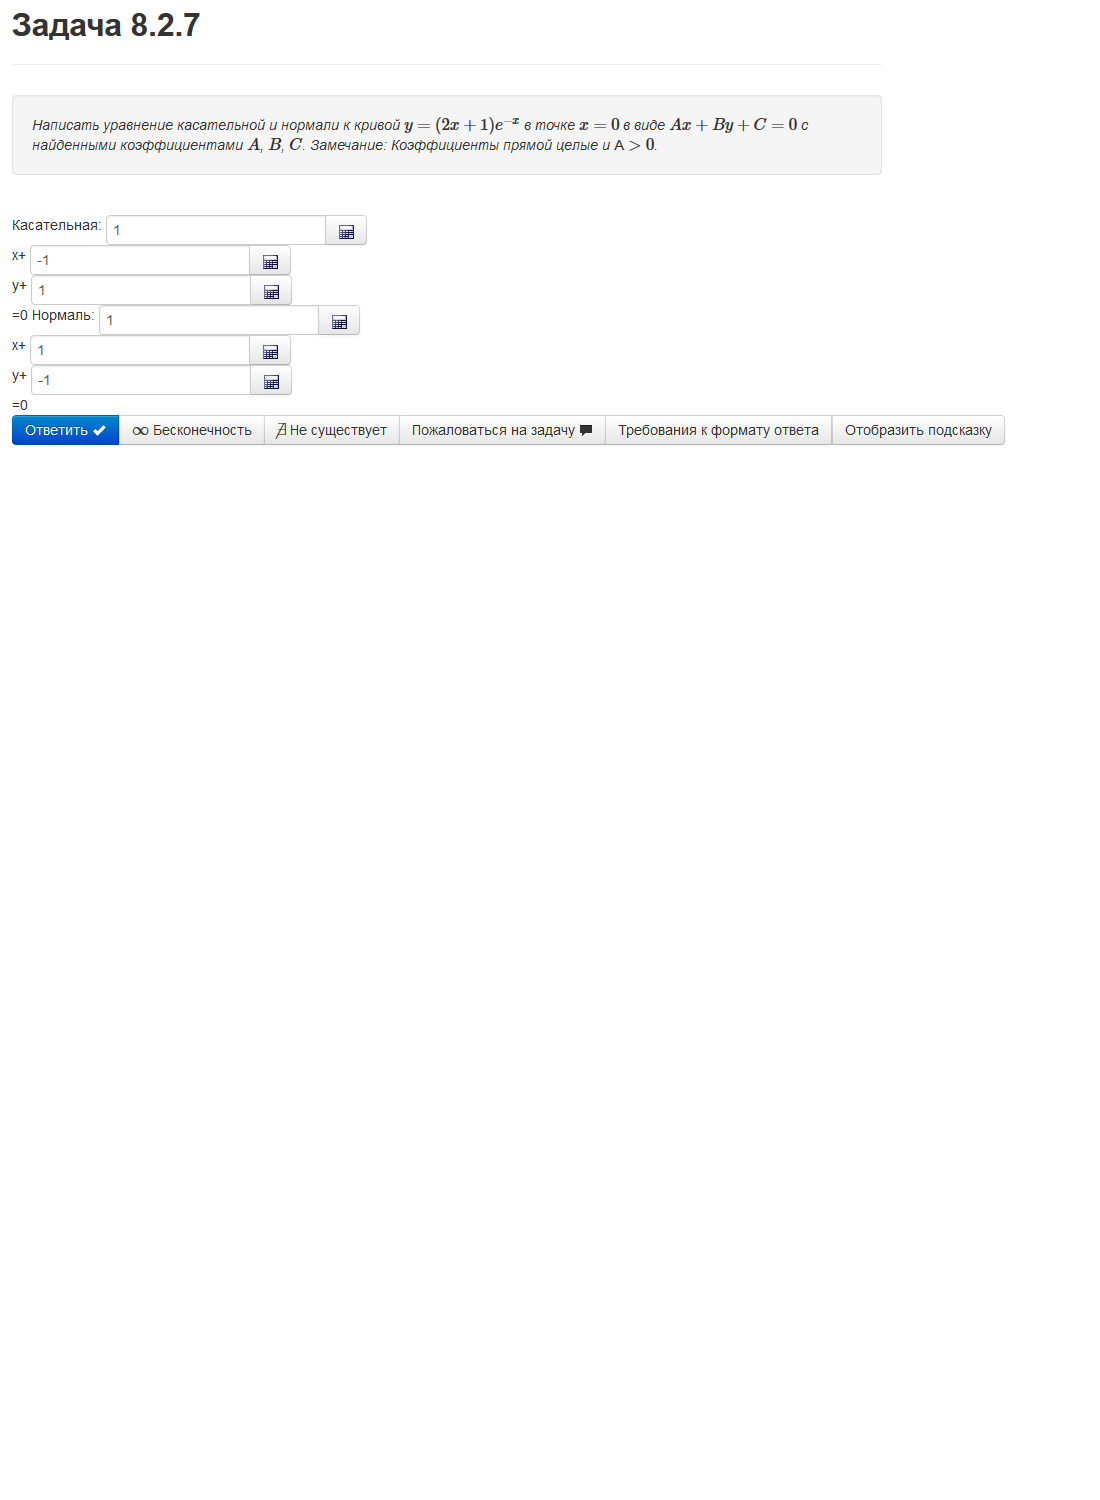 Задача 8.2.7
Написать уравнение касательной и нормали к кривой y = (2x + 1)e^{-x} в точке x = 0 в виде Ax + By + C = 0 с
найденными коэффициентами A, B, C. Замечание: Коэффициенты прямой целые и A > 0.
Касательная: 1
x+ -1
y+ 1
=0 Нормаль: 1
x+ 1
y+ -1
=0
Ответить ∞ Бесконечность ∄ Не существует Пожаловаться на задачу Требования к формату ответа Отобразить подсказку